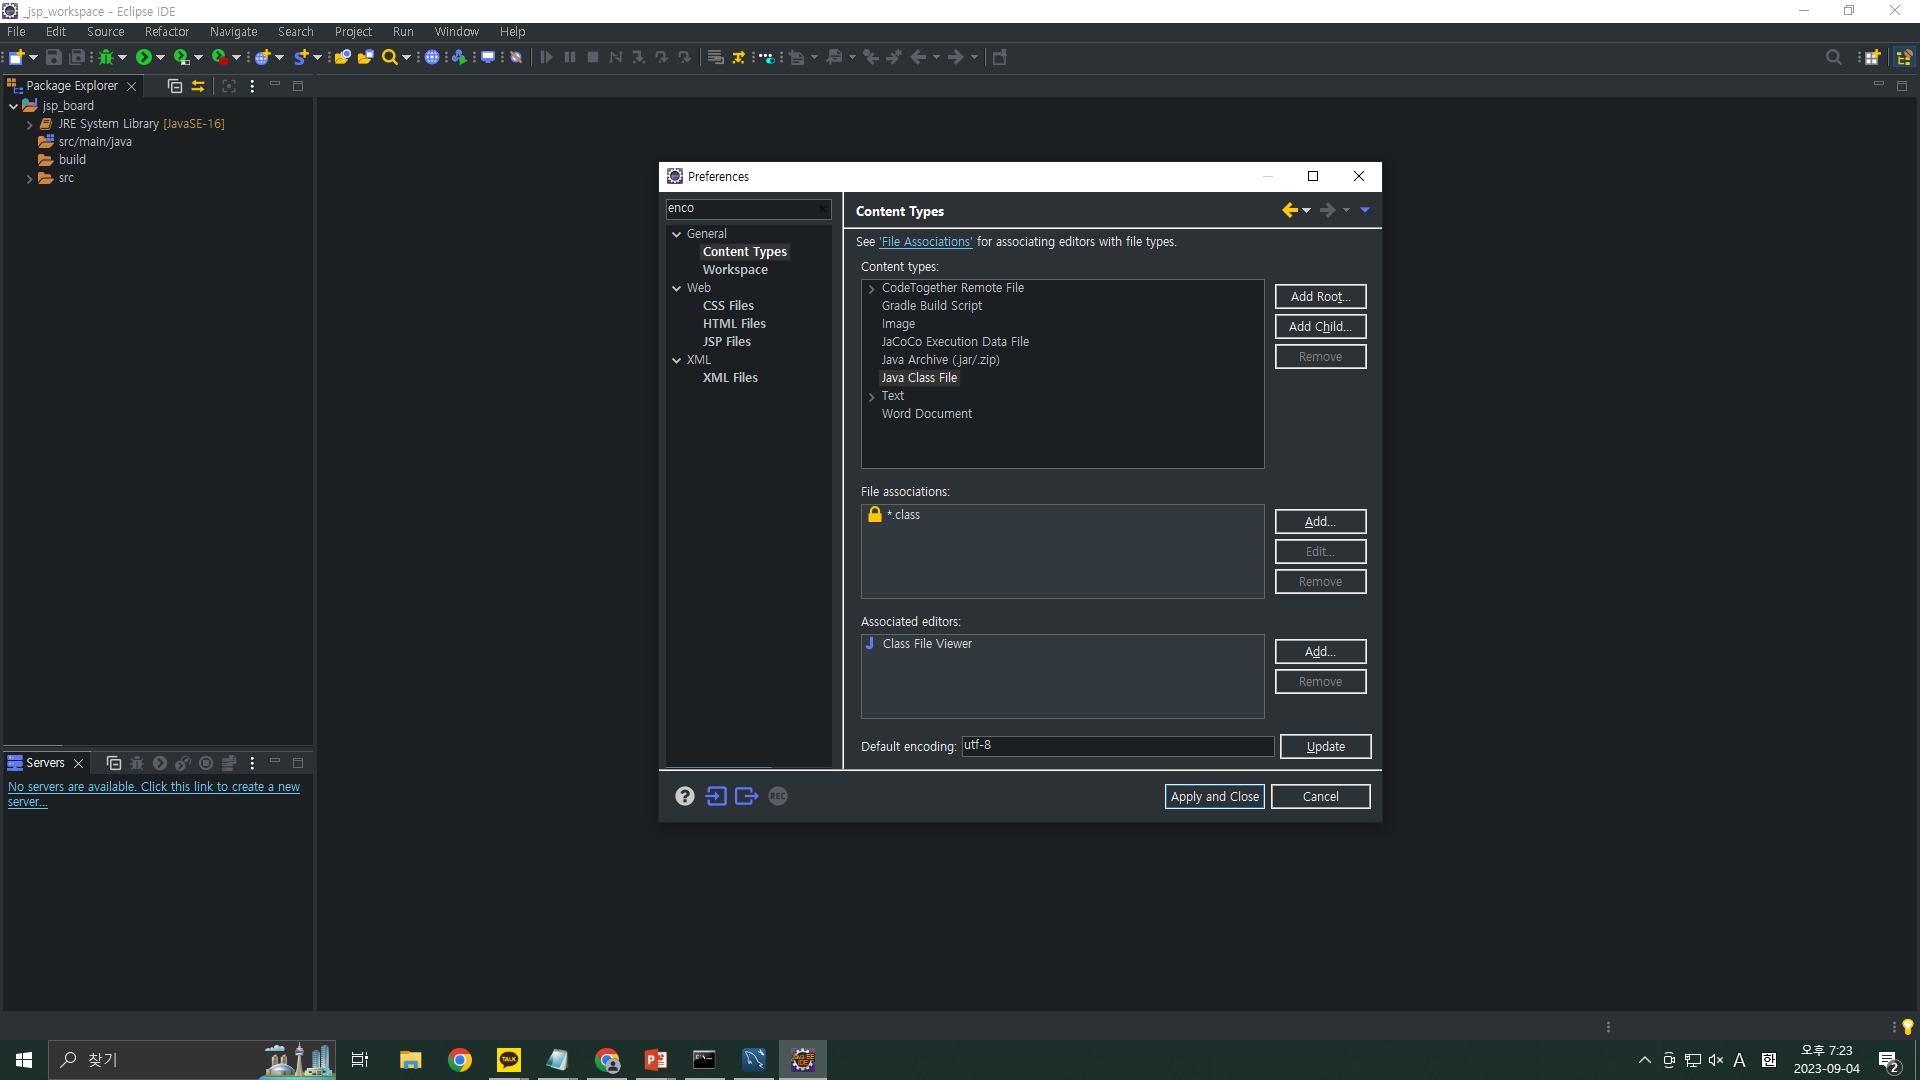 _jsp_workspace - Eclipse IDE
File Edit Source Refactor Navigate Search Project Run Window Help
Package Explorer
jsp_board
JRE System Library [JavaSE-16]
src/main/java
build
src
Servers
No servers are available. Click this link to create a new
server...
Preferences
enco
General
Content Types
Workspace
Web
CSS Files
HTML Files
JSP Files
XML
XML Files
Content Types
See 'File Associations' for associating editors with file types.
Content types:
CodeTogether Remote File
Gradle Build Script
Image
JaCoCo Execution Data File
Java Archive (.jar/.zip)
Java Class File
Text
Word Document
Add Root...
Add Child...
Remove
File associations:
*.class
Add...
Edit...
Remove
Associated editors:
J Class File Viewer
Add...
Remove
Default encoding: utf-8 Update
REC
Apply and Close Cancel
찾기
TALK
A
오후 7:23
2023-09-04
2